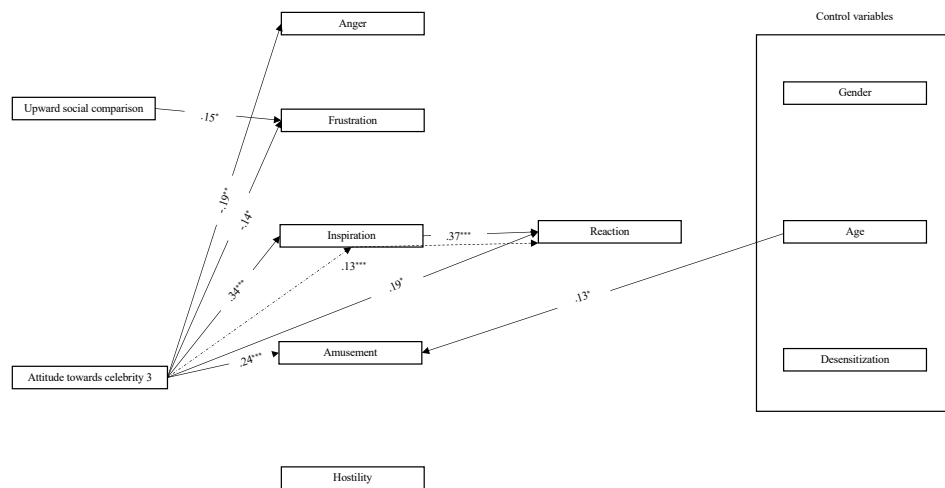 Control variables
Anger
Gender
Upward social comparison
.15*
Frustration
-.19**
-.14*
Inspiration
.37***
Reaction
Age
.34***
.13***
.19*
.13*
.24***
Amusement
Desensitization
Attitude towards celebrity 3
Hostility